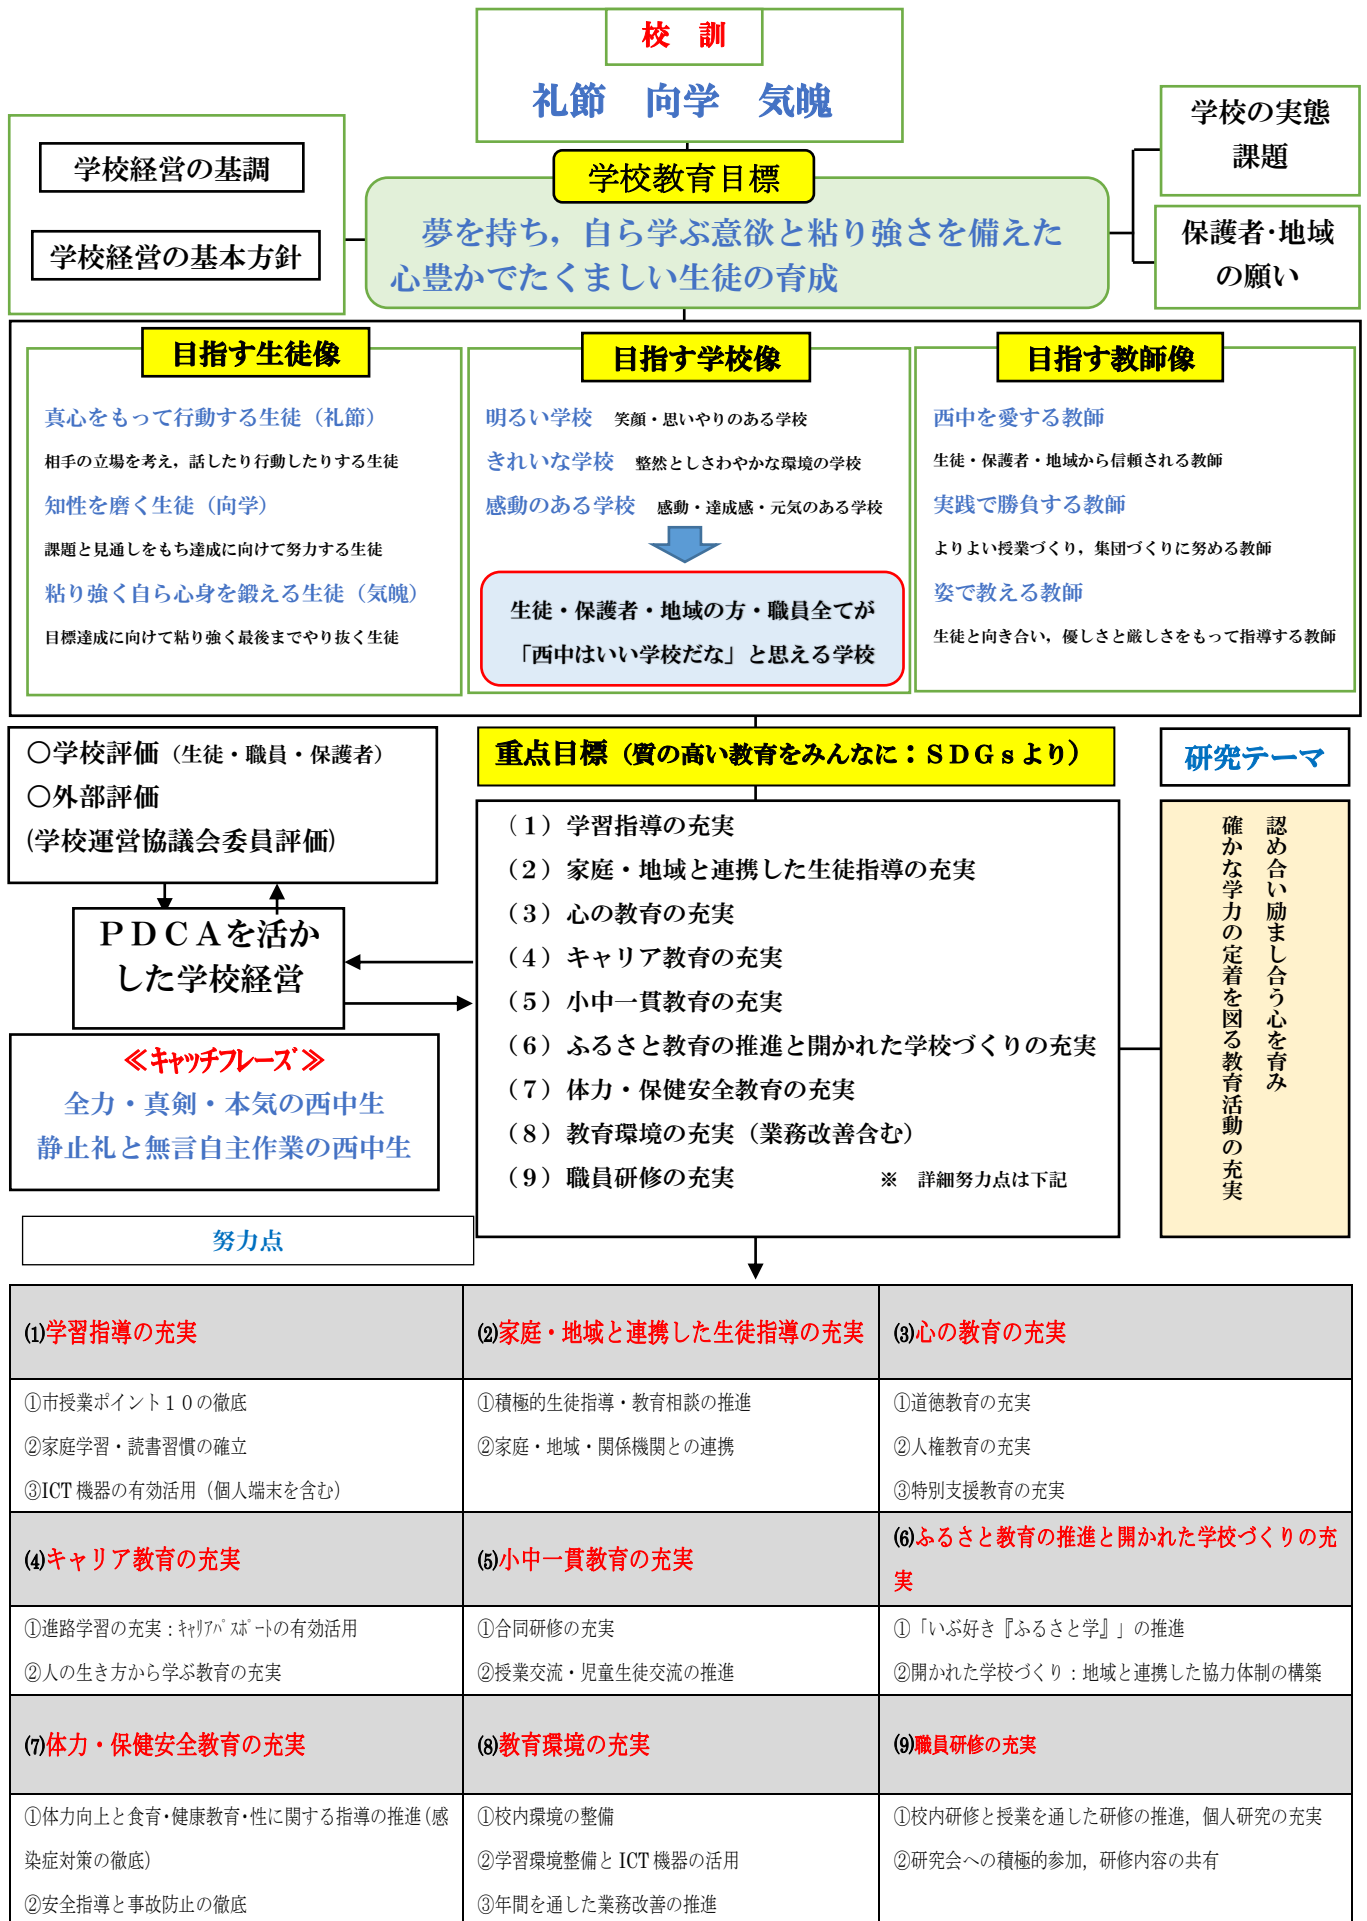 校　訓
礼節　向学　気魄
学校経営の基調
学校経営の基本方針
学校教育目標
夢を持ち，自ら学ぶ意欲と粘り強さを備えた
心豊かでたくましい生徒の育成
学校の実態
課題
保護者・地域
の願い
目指す生徒像
真心をもって行動する生徒（礼節）
相手の立場を考え，話したり行動したりする生徒
知性を磨く生徒（向学）
課題と見通しをもち達成に向けて努力する生徒
粘り強く自ら心身を鍛える生徒（気魄）
目標達成に向けて粘り強く最後までやり抜く生徒
目指す学校像
明るい学校　笑顔・思いやりのある学校
きれいな学校　整然としさわやかな環境の学校
感動のある学校　感動・達成感・元気のある学校
生徒・保護者・地域の方・職員全てが
「西中はいい学校だな」と思える学校
目指す教師像
西中を愛する教師
生徒・保護者・地域から信頼される教師
実践で勝負する教師
よりよい授業づくり，集団づくりに努める教師
姿で教える教師
生徒と向き合い，優しさと厳しさをもって指導する教師
〇学校評価（生徒・職員・保護者）
〇外部評価
(学校運営協議会委員評価)
ＰＤＣＡを活か
した学校経営
≪キャッチフレーズ≫
全力・真剣・本気の西中生
静止礼と無言自主作業の西中生
重点目標（質の高い教育をみんなに：ＳＤＧｓより）
（１）学習指導の充実
（２）家庭・地域と連携した生徒指導の充実
（３）心の教育の充実
（４）キャリア教育の充実
（５）小中一貫教育の充実
（６）ふるさと教育の推進と開かれた学校づくりの充実
（７）体力・保健安全教育の充実
（８）教育環境の充実（業務改善含む）
（９）職員研修の充実　※　詳細努力点は下記
研究テーマ
認め合い励まし合う心を育み
確かな学力の定着を図る教育活動の充実
努力点
⑴学習指導の充実
①市授業ポイント１０の徹底
②家庭学習・読書習慣の確立
③ICT 機器の有効活用（個人端末を含む）
⑵家庭・地域と連携した生徒指導の充実
①積極的生徒指導・教育相談の推進
②家庭・地域・関係機関との連携
⑶心の教育の充実
①道徳教育の充実
②人権教育の充実
③特別支援教育の充実
⑷キャリア教育の充実
①進路学習の充実：ｷｬﾘｱﾊﾟｽﾎﾟｰﾄの有効活用
②人の生き方から学ぶ教育の充実
⑸小中一貫教育の充実
①合同研修の充実
②授業交流・児童生徒交流の推進
⑹ふるさと教育の推進と開かれた学校づくりの充
実
①「いぶ好き『ふるさと学』」の推進
②開かれた学校づくり：地域と連携した協力体制の構築
⑺体力・保健安全教育の充実
①体力向上と食育・健康教育・性に関する指導の推進(感
染症対策の徹底)
②安全指導と事故防止の徹底
⑻教育環境の充実
①校内環境の整備
②学習環境整備と ICT 機器の活用
③年間を通した業務改善の推進
⑼職員研修の充実
①校内研修と授業を通した研修の推進，個人研究の充実
②研究会への積極的参加，研修内容の共有